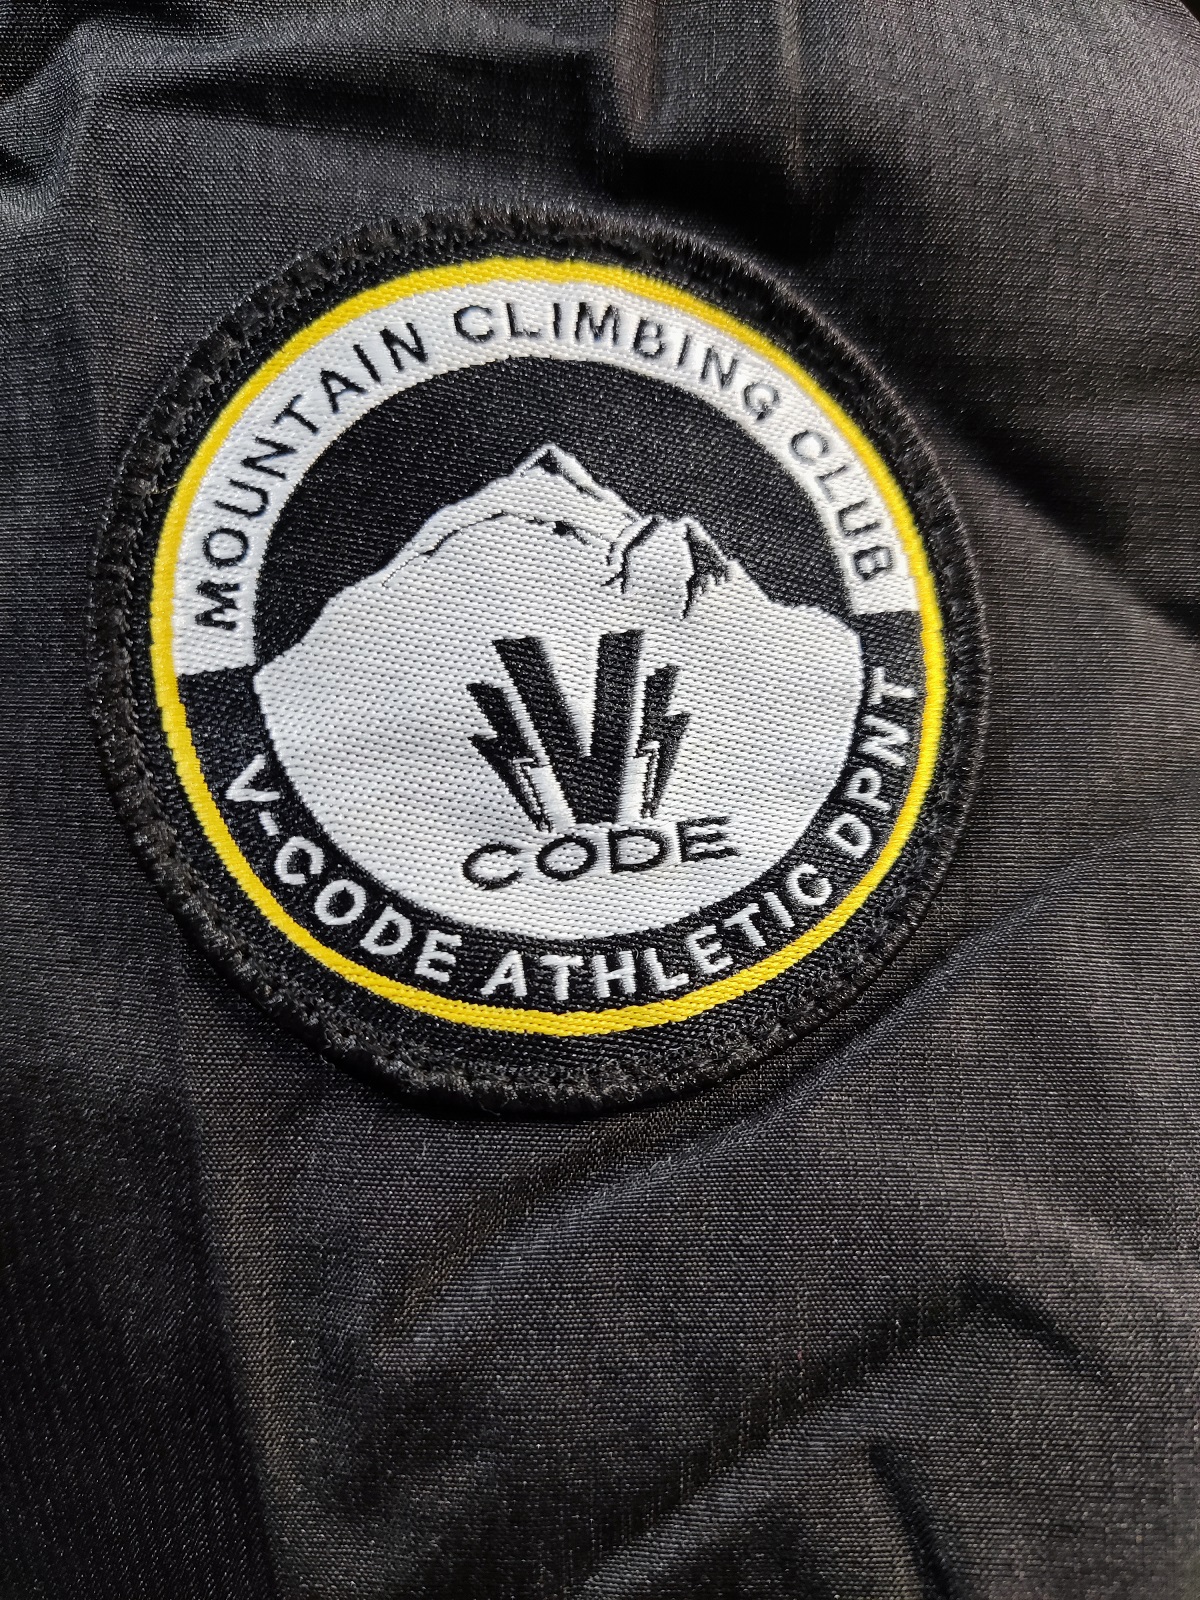 MOUNTAIN CLIMBING CLUB
V
CODE
V-CODE ATHLETIC DPNT